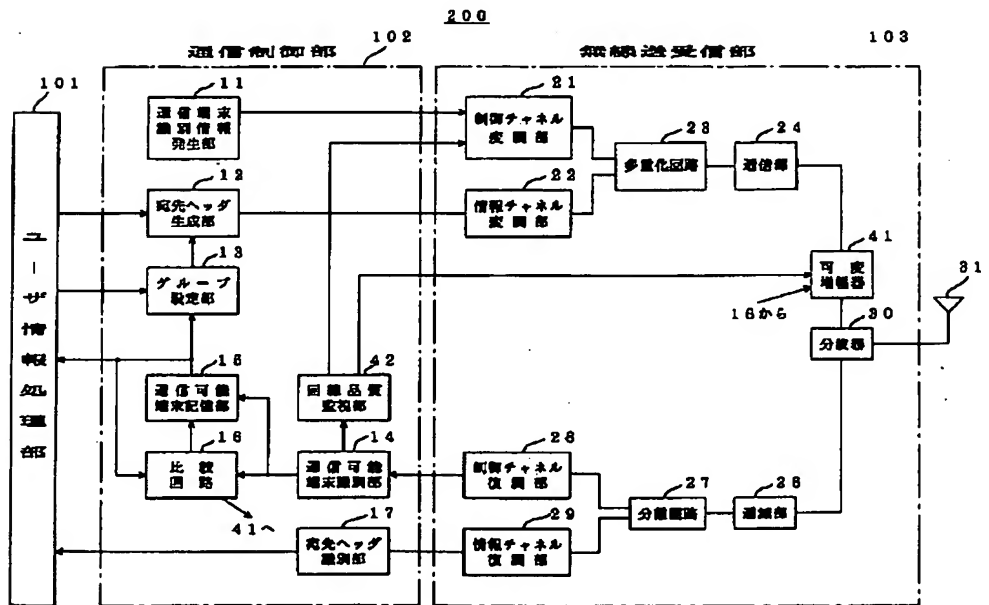 200
通信制御部
102
無線送受信部
103
101
ユーザ情報処理部
11
通信端末
識別情報
発生部
12
宛先ヘッダ
生成部
13
グループ
設定部
15
通信可能
端末記憶部
16
比較
回路
41へ
42
回線品質
監視部
14
通信可能
端末識別部
17
宛先ヘッダ
識別部
21
制御チャネル
変調部
22
情報チャネル
変調部
23
多重化回路
24
送信部
41
可変
増幅器
16から
30
分波器
31
28
制御チャネル
復調部
29
情報チャネル
復調部
27
分離回路
26